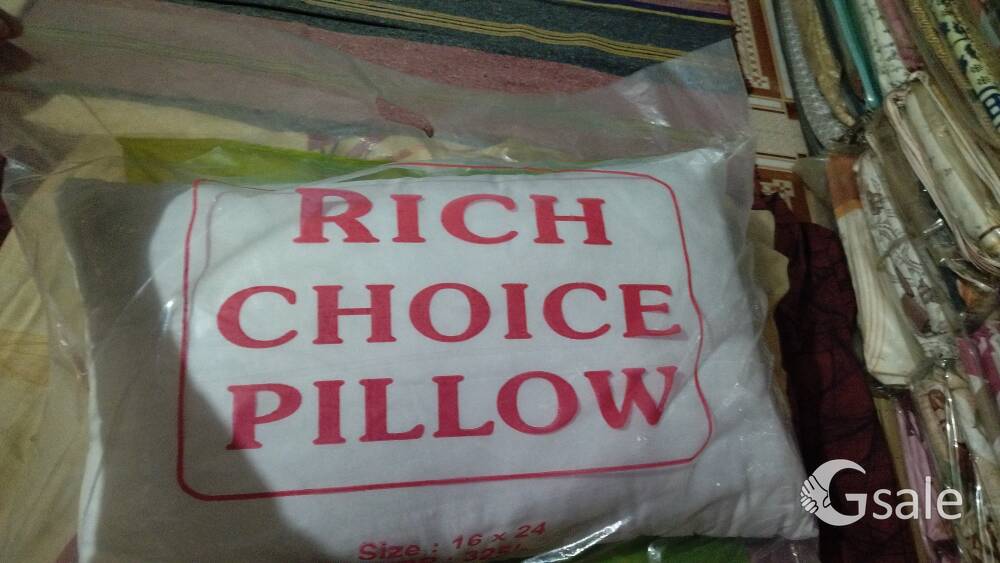 RICH
CHOICE
PILLOW
Size : 16 x 24
Gsale